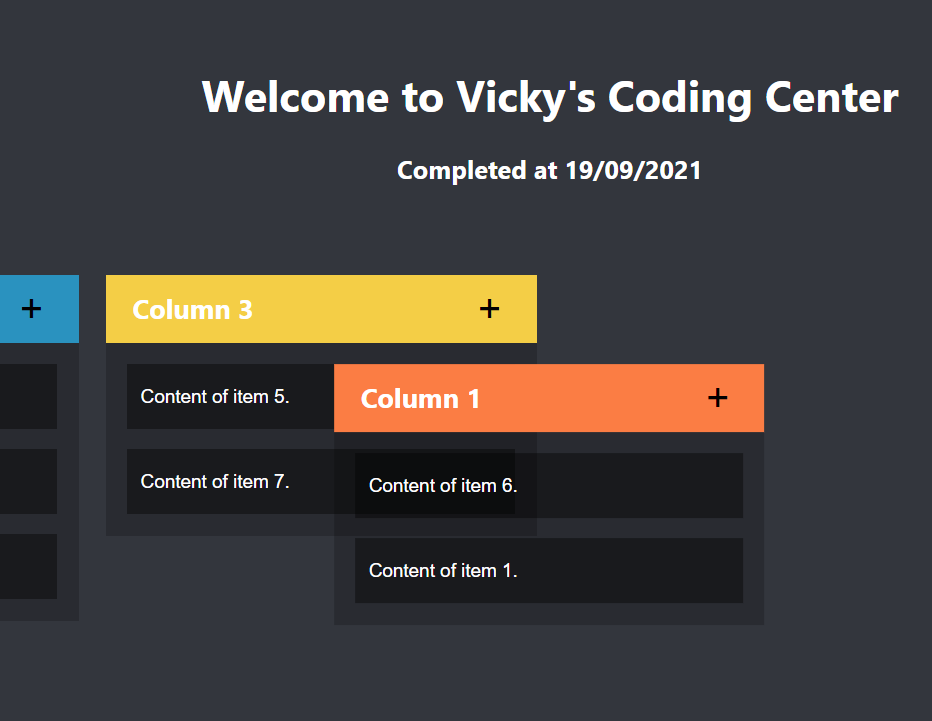 Welcome to Vicky's Coding Center
Completed at 19/09/2021
+
Column 3 +
Content of item 5.
Content of item 7.
Column 1 +
Content of item 6.
Content of item 1.